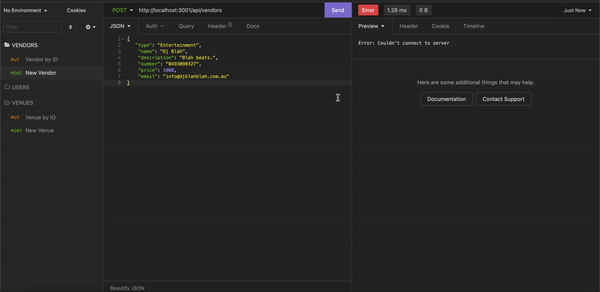 No Environment
Cookies
Filter
VENDORS
PUT Vendor by ID
POST New Vendor
USERS
VENUES
PUT Venue by ID
POST New Venue
POST http://localhost:3001/api/vendors Send
JSON Auth Query Header 1 Docs
1 {
2 "type": "Entertainment",
3 "name": "Dj Blah",
4 "description": "Blah beats.",
5 "number": "0493890327",
6 "price": 1000,
7 "email": "info@djblahblah.com.au"
8 }
Beautify JSON
Error 1.28 ms 0 B Just Now
Preview Header Cookie Timeline
Error: Couldn't connect to server
Here are some additional things that may help.
Documentation Contact Support